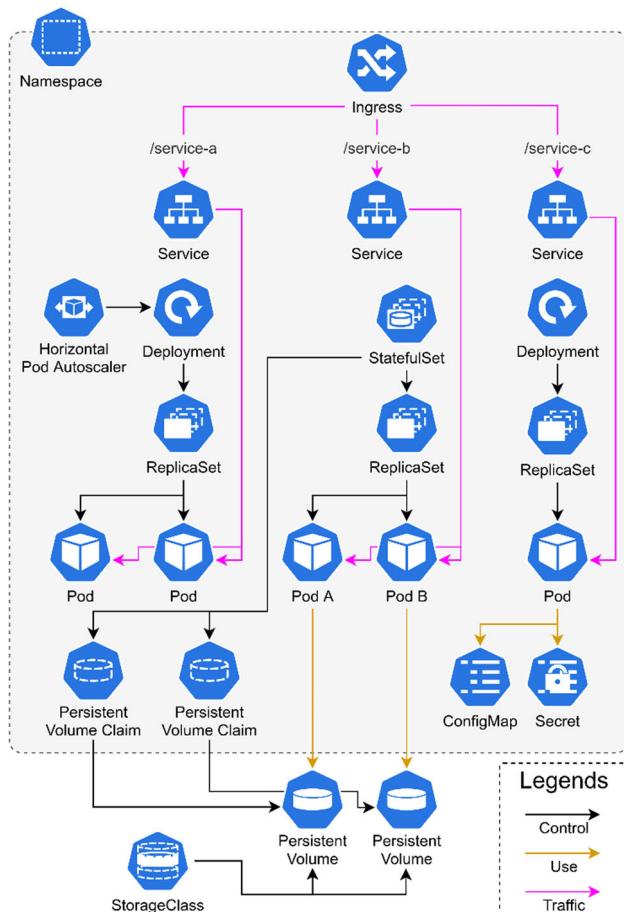 Namespace
Ingress
/service-a
/service-b
/service-c
Service
Service
Service
Horizontal
Pod Autoscaler
Deployment
StatefulSet
Deployment
ReplicaSet
ReplicaSet
ReplicaSet
Pod
Pod
Pod A
Pod B
Pod
Persistent
Volume Claim
Persistent
Volume Claim
ConfigMap
Secret
Persistent
Volume
Persistent
Volume
StorageClass
Legends
Control
Use
Traffic